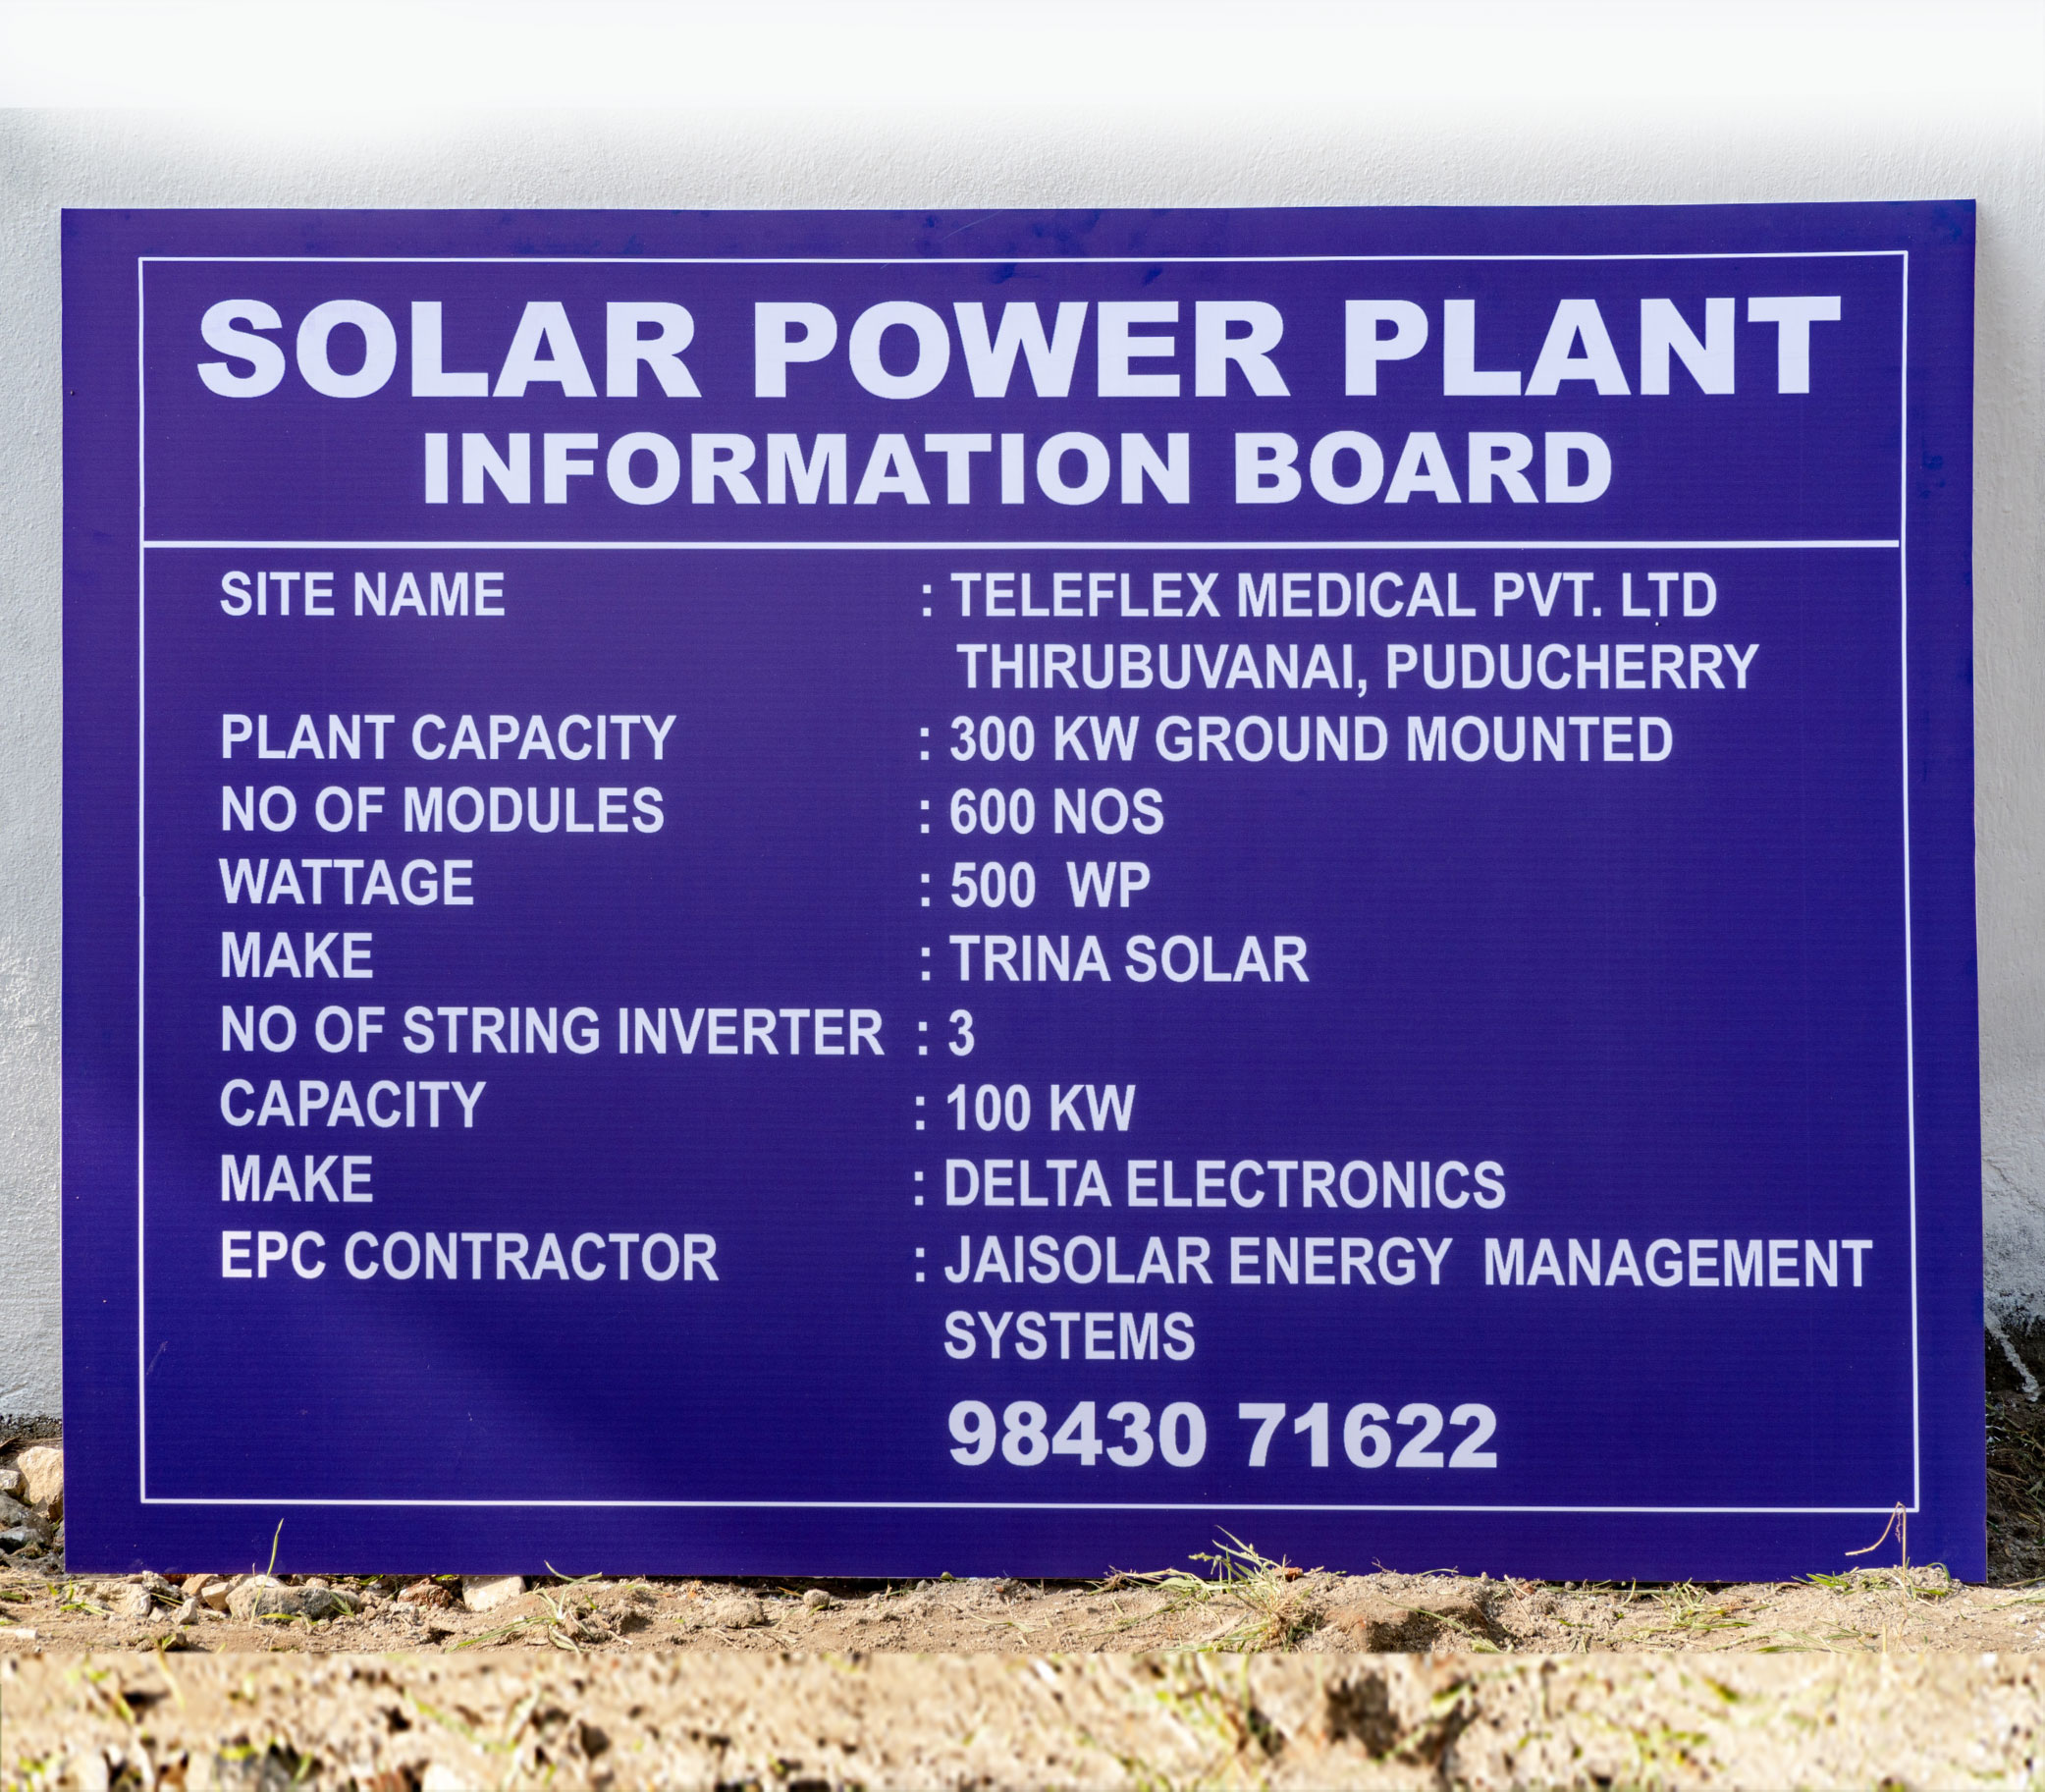 SOLAR POWER PLANT
INFORMATION BOARD
SITE NAME : TELEFLEX MEDICAL PVT. LTD
THIRUBUVANAI, PUDUCHERRY
PLANT CAPACITY : 300 KW GROUND MOUNTED
NO OF MODULES : 600 NOS
WATTAGE : 500 WP
MAKE : TRINA SOLAR
NO OF STRING INVERTER : 3
CAPACITY : 100 KW
MAKE : DELTA ELECTRONICS
EPC CONTRACTOR : JAISOLAR ENERGY MANAGEMENT
SYSTEMS
98430 71622